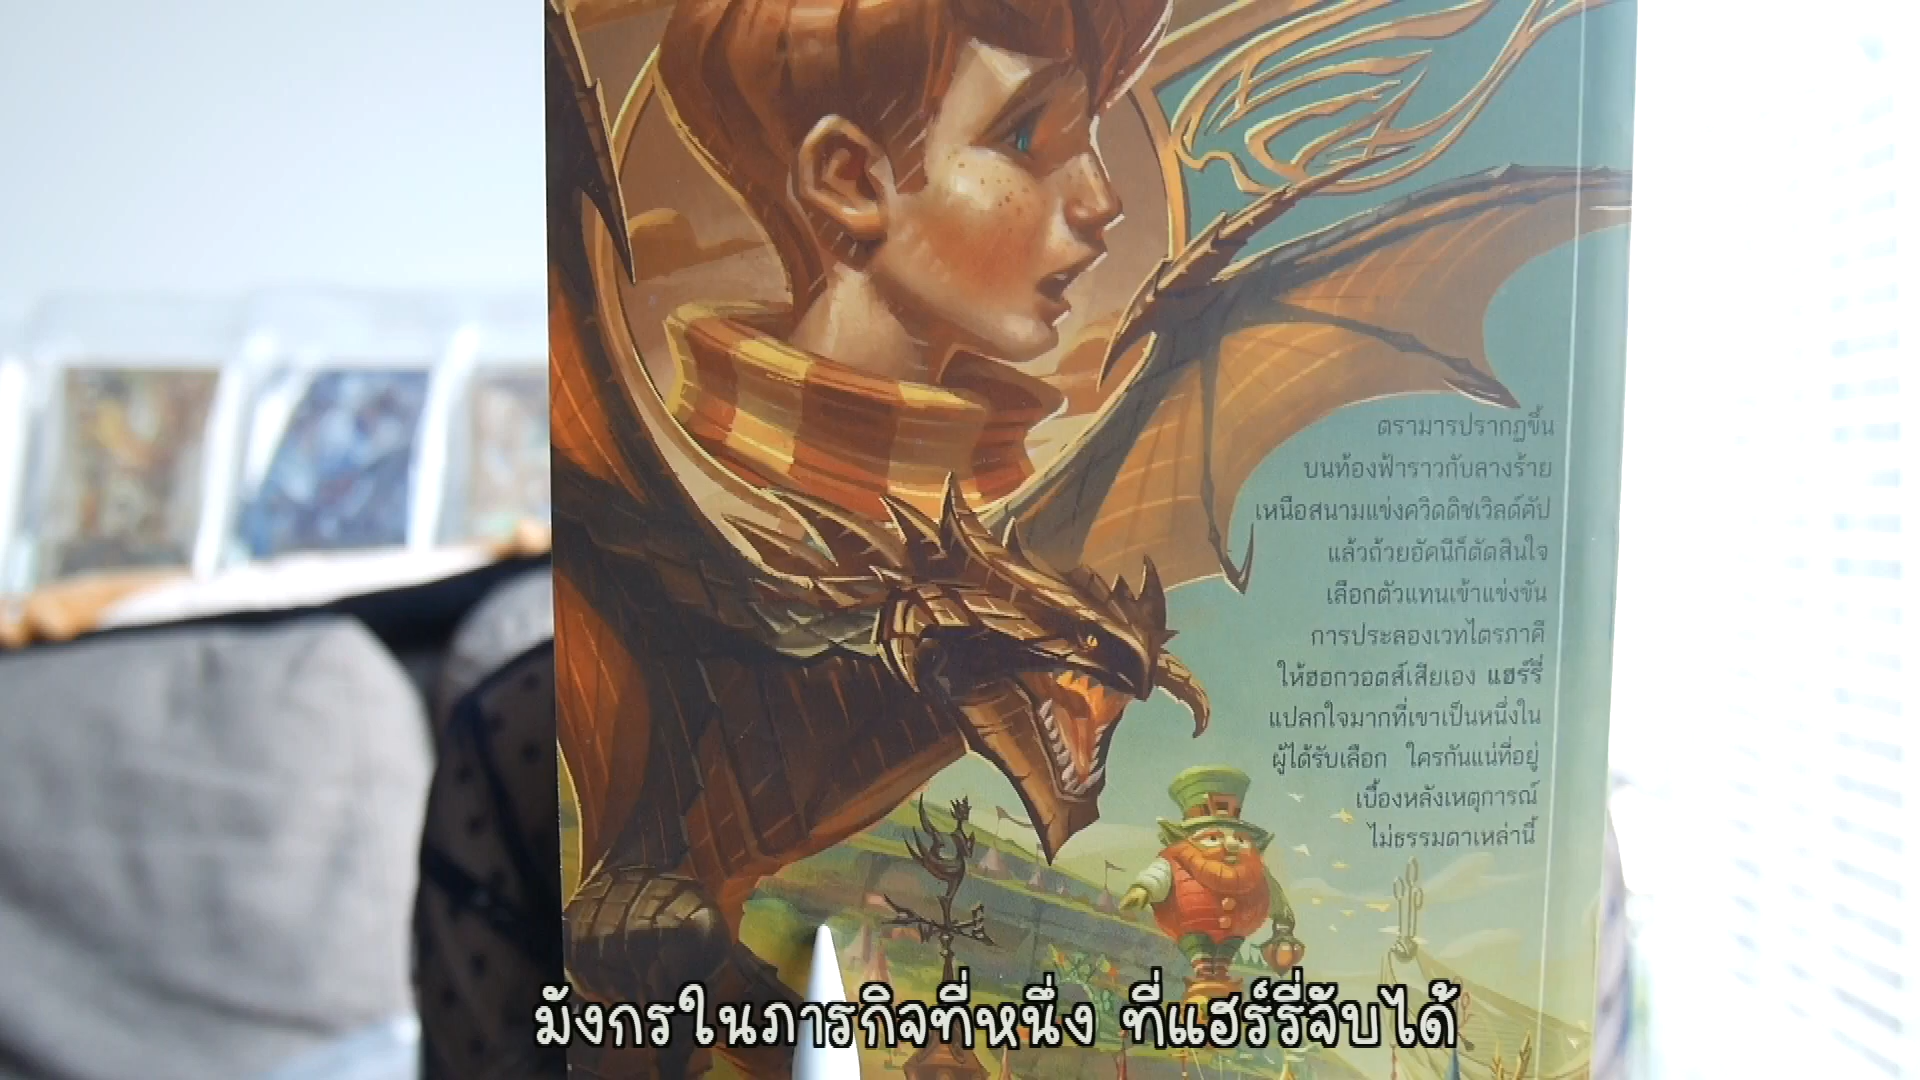 ตรามารปรากฏขึ้น
บนท้องฟ้าราวกับลางร้าย
เหนือสนามแข่งควิดดิชเวิลด์คัป
แล้วถ้วยอัคนีก็ตัดสินใจ
เลือกตัวแทนเข้าแข่งขัน
การประลองเวทไตรภาคี
ให้ฮอกวอตส์เสียเอง แฮร์รี่
แปลกใจมากที่เขาเป็นหนึ่งใน
ผู้ได้รับเลือก ใครกันแน่ที่อยู่
เบื้องหลังเหตุการณ์
ไม่ธรรมดาเหล่านี้
มังกรในภารกิจที่หนึ่ง ที่แฮร์รี่จับได้